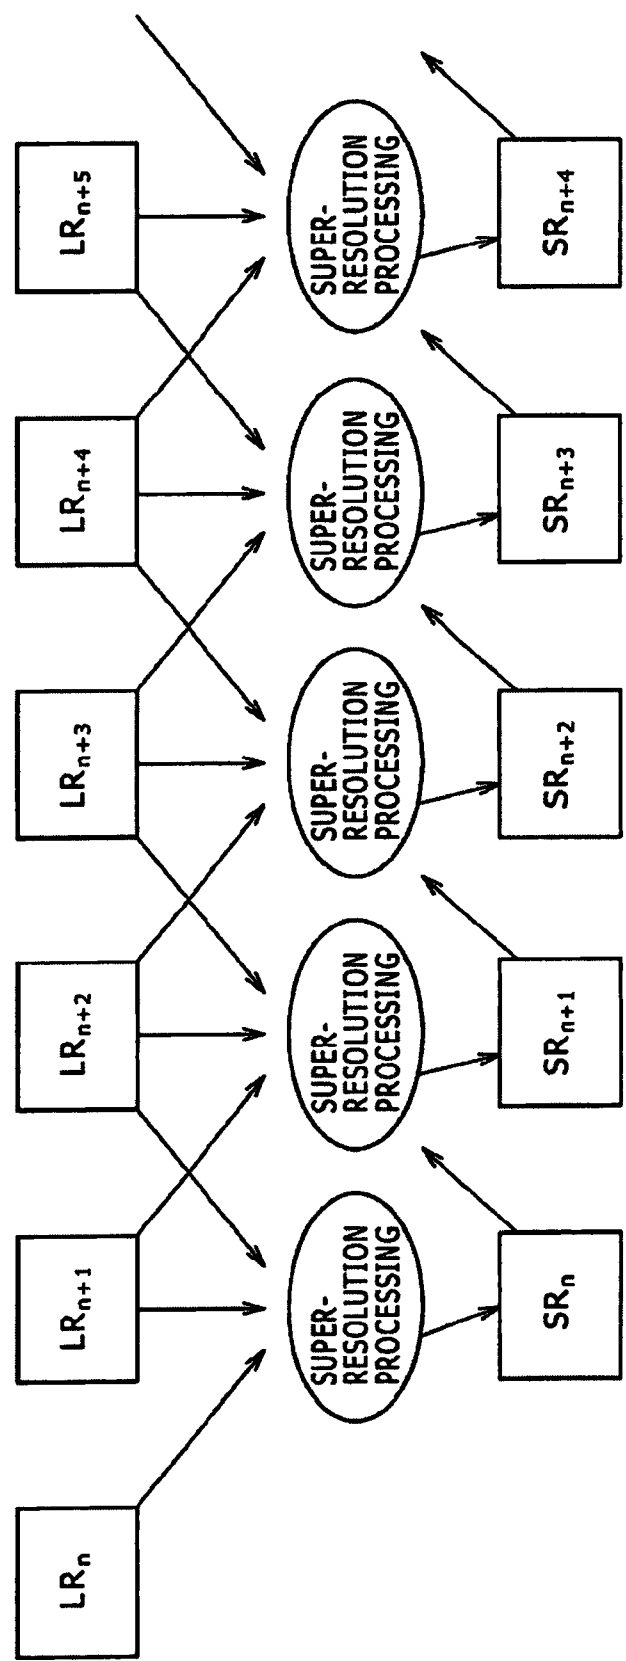 LRn
LRn+1
LRn+2
LRn+3
LRn+4
LRn+5
SUPER-
RESOLUTION
PROCESSING
SUPER-
RESOLUTION
PROCESSING
SUPER-
RESOLUTION
PROCESSING
SUPER-
RESOLUTION
PROCESSING
SUPER-
RESOLUTION
PROCESSING
SRn
SRn+1
SRn+2
SRn+3
SRn+4